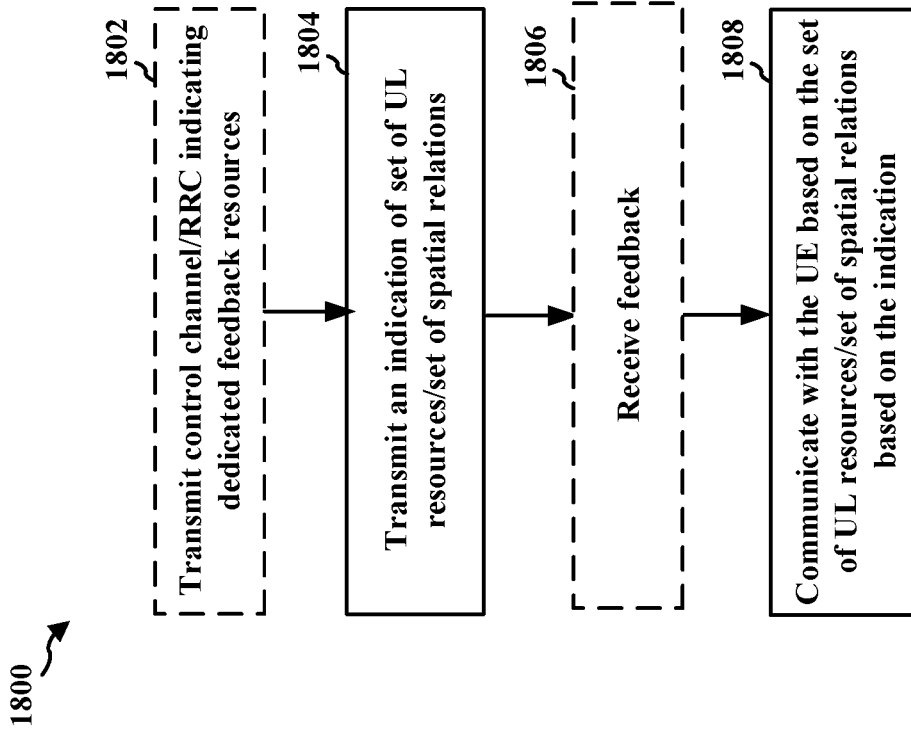 1800
1802
Transmit control channel/RRC indicating
dedicated feedback resources
1804
Transmit an indication of set of UL
resources/set of spatial relations
1806
Receive feedback
1808
Communicate with the UE based on the set
of UL resources/set of spatial relations
based on the indication